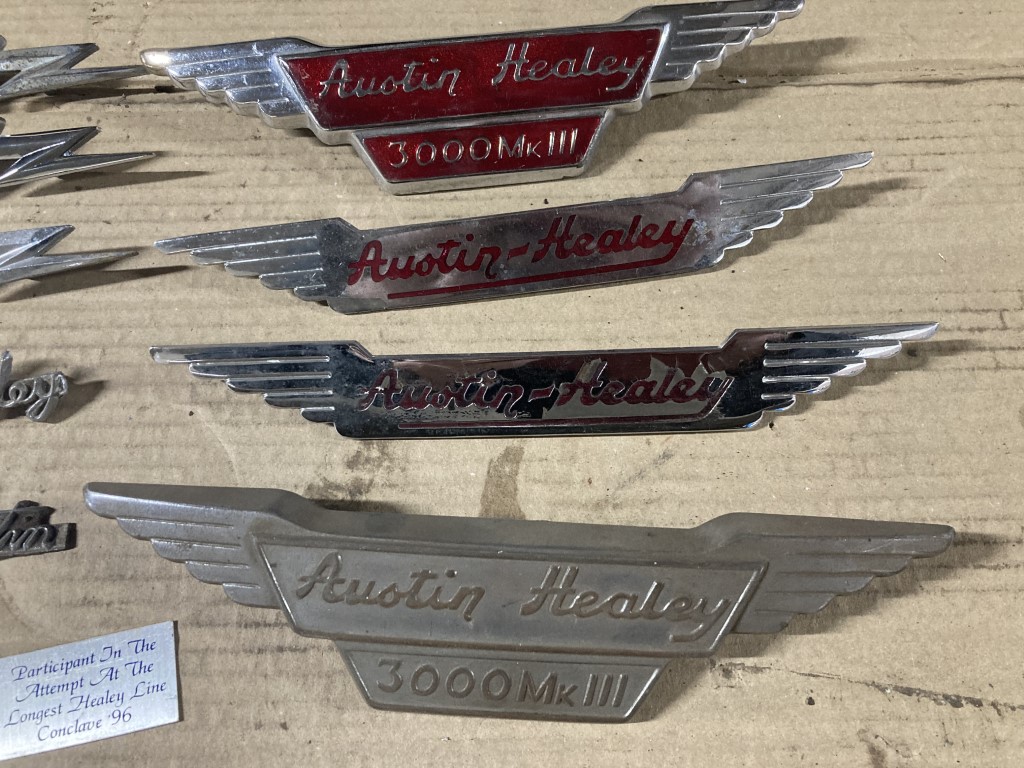 Austin Healey
3000 MK III
Austin-Healey
Austin-Healey
Austin Healey
3000 MK III
Participant In The
Attempt At The
Longest Healey Line
Conclave '96